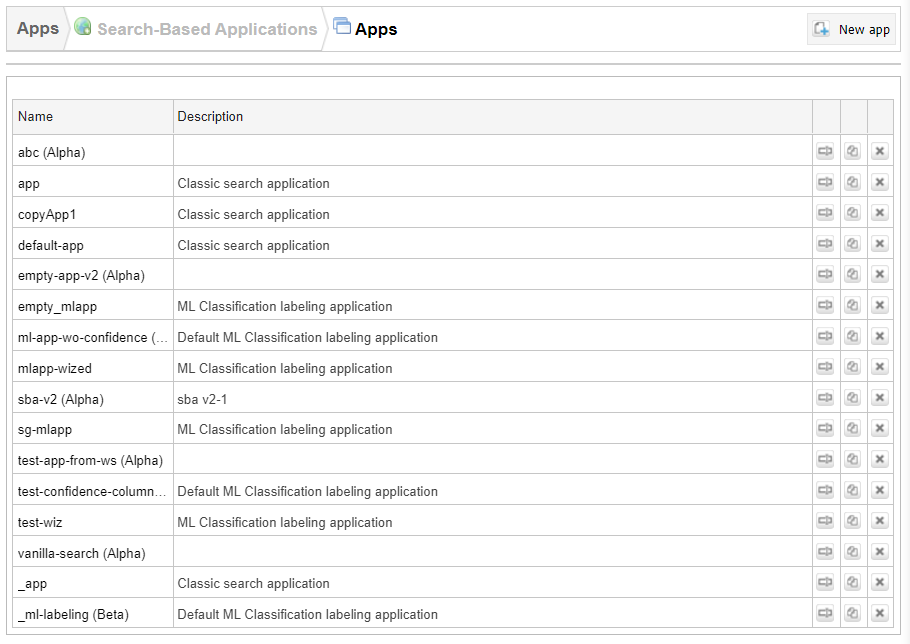 Apps Search-Based Applications Apps New app
Name Description
abc (Alpha)
app Classic search application
copyApp1 Classic search application
default-app Classic search application
empty-app-v2 (Alpha)
empty_mlapp ML Classification labeling application
ml-app-wo-confidence (... Default ML Classification labeling application
mlapp-wized ML Classification labeling application
sba-v2 (Alpha) sba v2-1
sg-mlapp ML Classification labeling application
test-app-from-ws (Alpha)
test-confidence-column... Default ML Classification labeling application
test-wiz ML Classification labeling application
vanilla-search (Alpha)
_app Classic search application
_ml-labeling (Beta) Default ML Classification labeling application